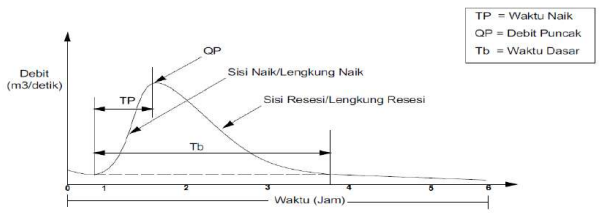 TP = Waktu Naik
QP = Debit Puncak
Tb = Waktu Dasar
QP
Debit
(m3/detik)
Sisi Naik/Lengkung Naik
TP
Sisi Resesi/Lengkung Resesi
Tb
0 1 2 3 4 5 6
Waktu (Jam)